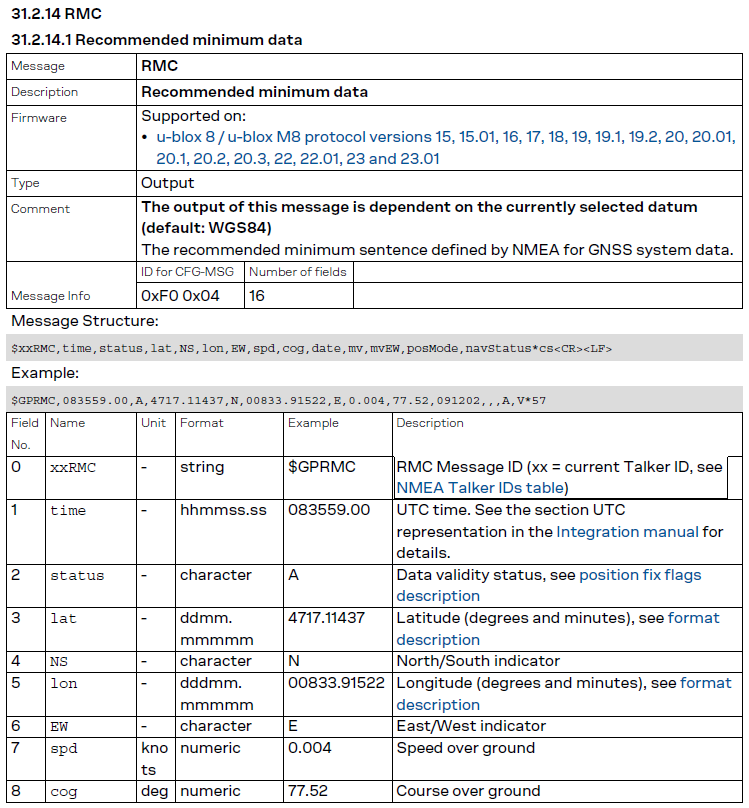 31.2.14 RMC
31.2.14.1 Recommended minimum data
Message RMC
Description Recommended minimum data
Firmware Supported on:
• u-blox 8 / u-blox M8 protocol versions 15, 15.01, 16, 17, 18, 19, 19.1, 19.2, 20, 20.01,
20.1, 20.2, 20.3, 22, 22.01, 23 and 23.01
Type Output
Comment The output of this message is dependent on the currently selected datum
(default: WGS84)
The recommended minimum sentence defined by NMEA for GNSS system data.
ID for CFG-MSG Number of fields
Message Info 0xF0 0x04 16
Message Structure:
$xxRMC,time,status,lat,NS,lon,EW,spd,cog,date,mv,mvEW,posMode,navStatus*cs<CR><LF>
Example:
$GPRMC,083559.00,A,4717.11437,N,00833.91522,E,0.004,77.52,091202,,,A,V*57
Field Name Unit Format Example Description
No.
0 xxRMC - string $GPRMC RMC Message ID (xx = current Talker ID, see
NMEA Talker IDs table)
1 time - hhmmss.ss 083559.00 UTC time. See the section UTC
representation in the Integration manual for
details.
2 status - character A Data validity status, see position fix flags
description
3 lat - ddmm. 4717.11437 Latitude (degrees and minutes), see format
mmmmm description
4 NS - character N North/South indicator
5 lon - dddmm. 00833.91522 Longitude (degrees and minutes), see format
mmmmm description
6 EW - character E East/West indicator
7 spd kno numeric 0.004 Speed over ground
ts
8 cog deg numeric 77.52 Course over ground